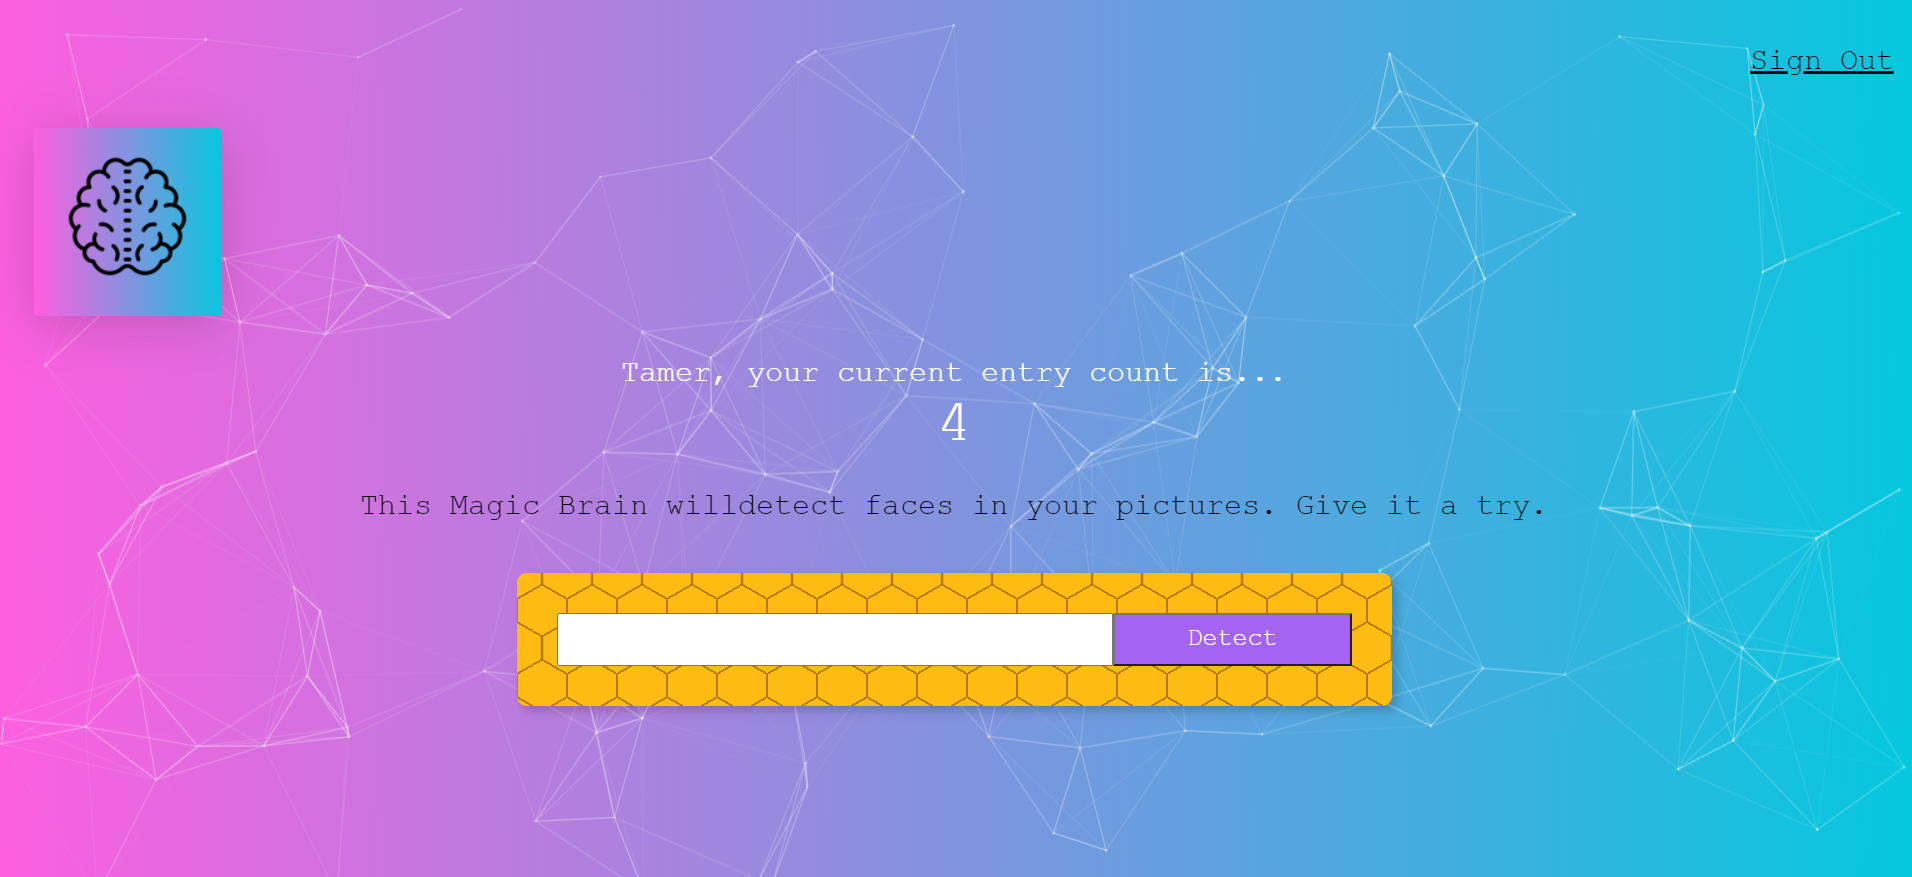 Sign Out
Tamer, your current entry count is...
4
This Magic Brain willdetect faces in your pictures. Give it a try.
Detect